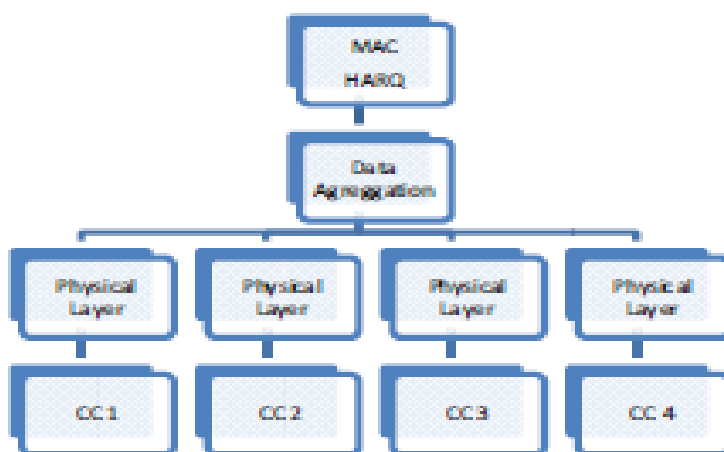 MAC
HARQ
Data
Agreggation
Physical Layer
Physical Layer
Physical Layer
Physical Layer
CC 1
CC 2
CC 3
CC 4